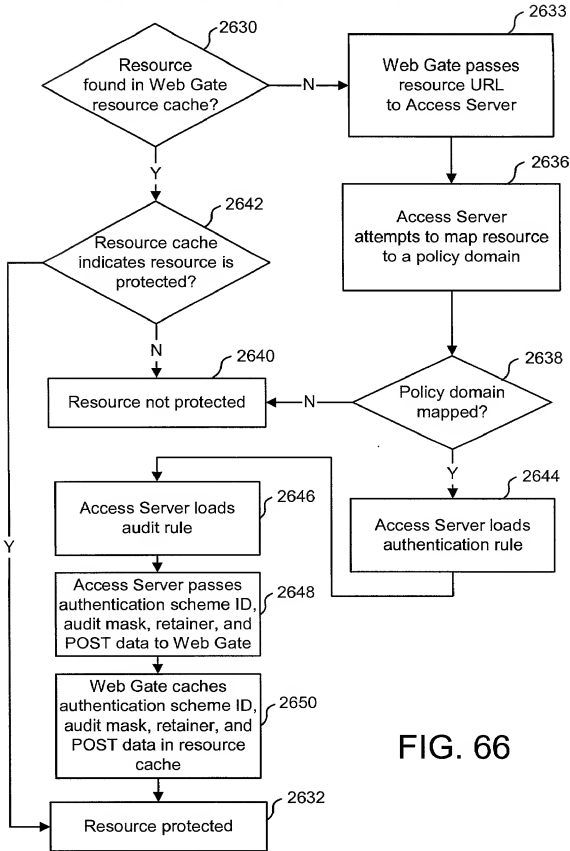 2630
Resource
found in Web Gate
resource cache?
N
2633
Web Gate passes
resource URL
to Access Server
Y
2636
Access Server
attempts to map resource
to a policy domain
2642
Resource cache
indicates resource is
protected?
N
2640
Resource not protected
N
2638
Policy domain
mapped?
Y
2644
Access Server loads
authentication rule
2646
Access Server loads
audit rule
Y
2648
Access Server passes
authentication scheme ID,
audit mask, retainer, and
POST data to Web Gate
2650
Web Gate caches
authentication scheme ID,
audit mask, retainer, and
POST data in resource
cache
2632
Resource protected
FIG. 66